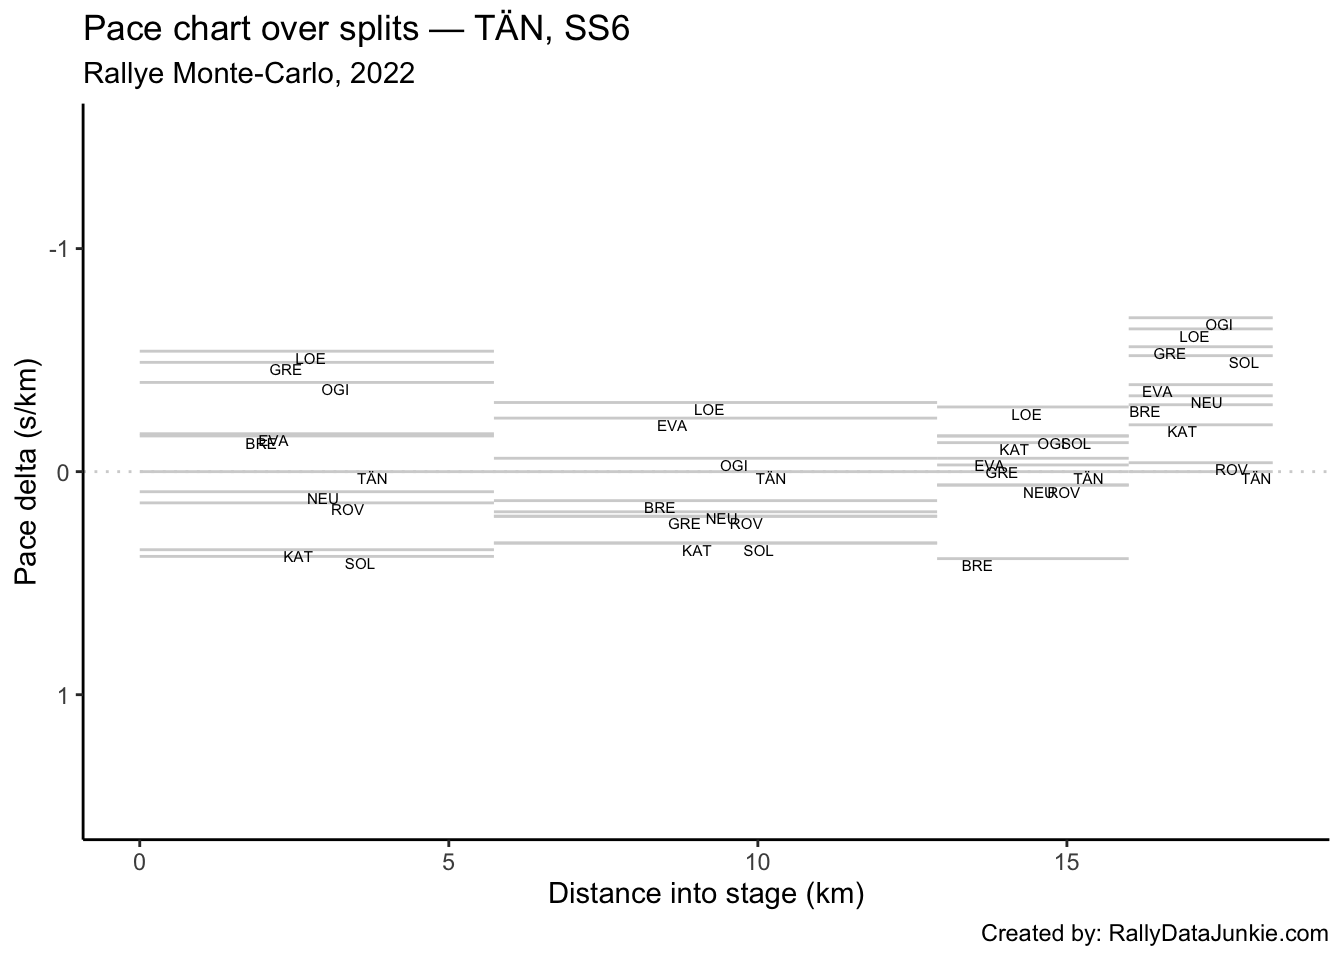 Pace chart over splits — TÄN, SS6
Rallye Monte-Carlo, 2022
Pace delta (s/km)
-1
0
1
LOE
GRE
OGI
EVA
BRE
TÄN
NEU
ROV
KAT
SOL
LOE
EVA
OGI
TÄN
BRE
NEU
GRE
ROV
KAT
SOL
LOE
OGI
SOL
KAT
EVA
GRE
TÄN
NEU
ROV
BRE
OGI
LOE
GRE
SOL
EVA
NEU
BRE
KAT
ROV
TÄN
0 5 10 15
Distance into stage (km)
Created by: RallyDataJunkie.com